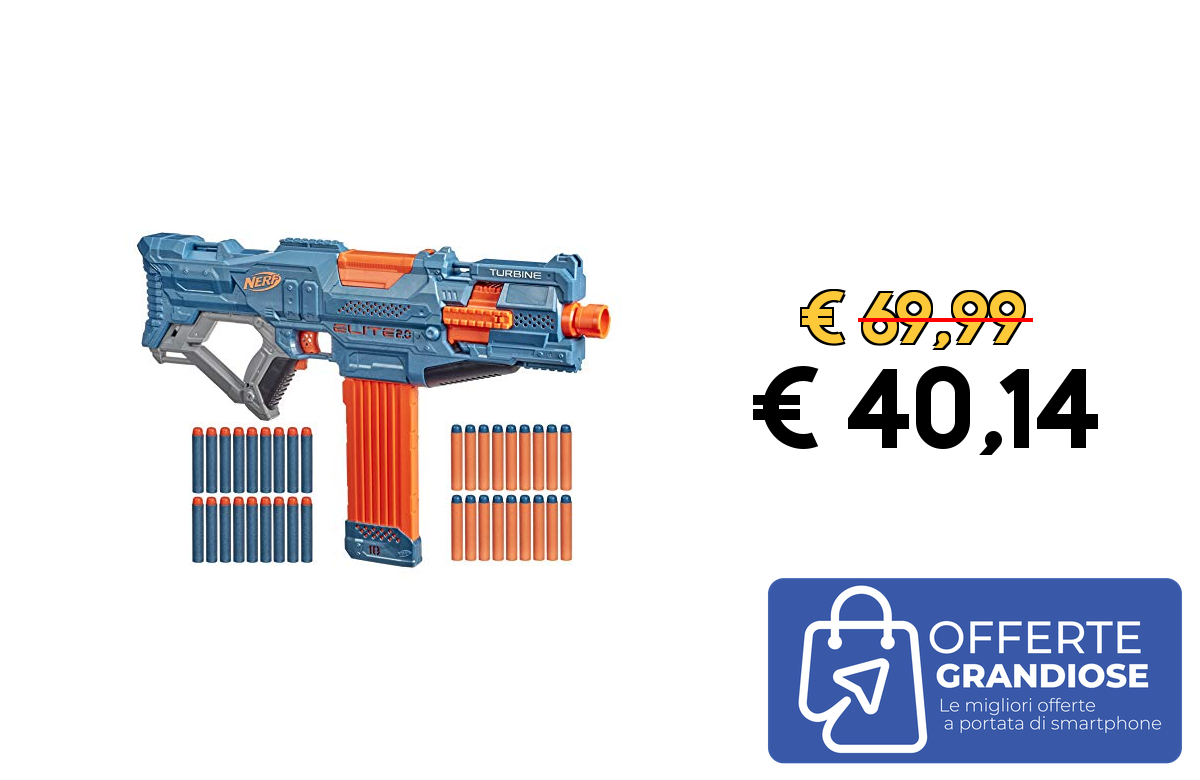 NERF
TURBINE
ELITE 2.0
€ 69,99
€ 40,14
18
OFFERTE
GRANDIOSE
Le migliori offerte
a portata di smartphone